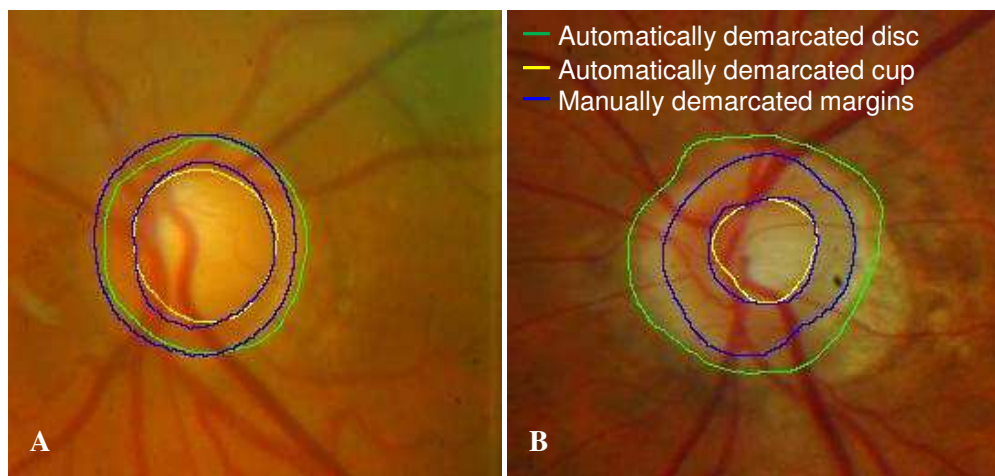 Automatically demarcated disc
Automatically demarcated cup
Manually demarcated margins
A
B